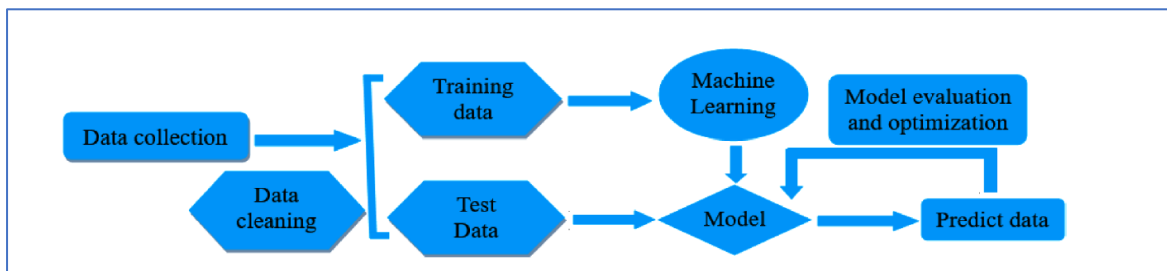 Data collection
Data
cleaning
Training
data
Test
Data
Machine
Learning
Model
Model evaluation
and optimization
Predict data